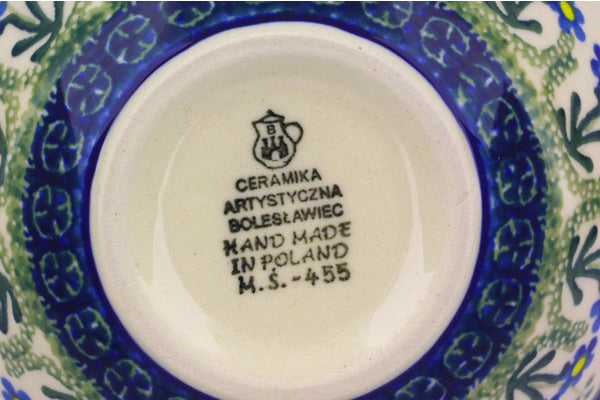 B
CERAMIKA
ARTYSTYCZNA
BOLESŁAWIEC
HAND MADE
IN POLAND
M.Ś.-455